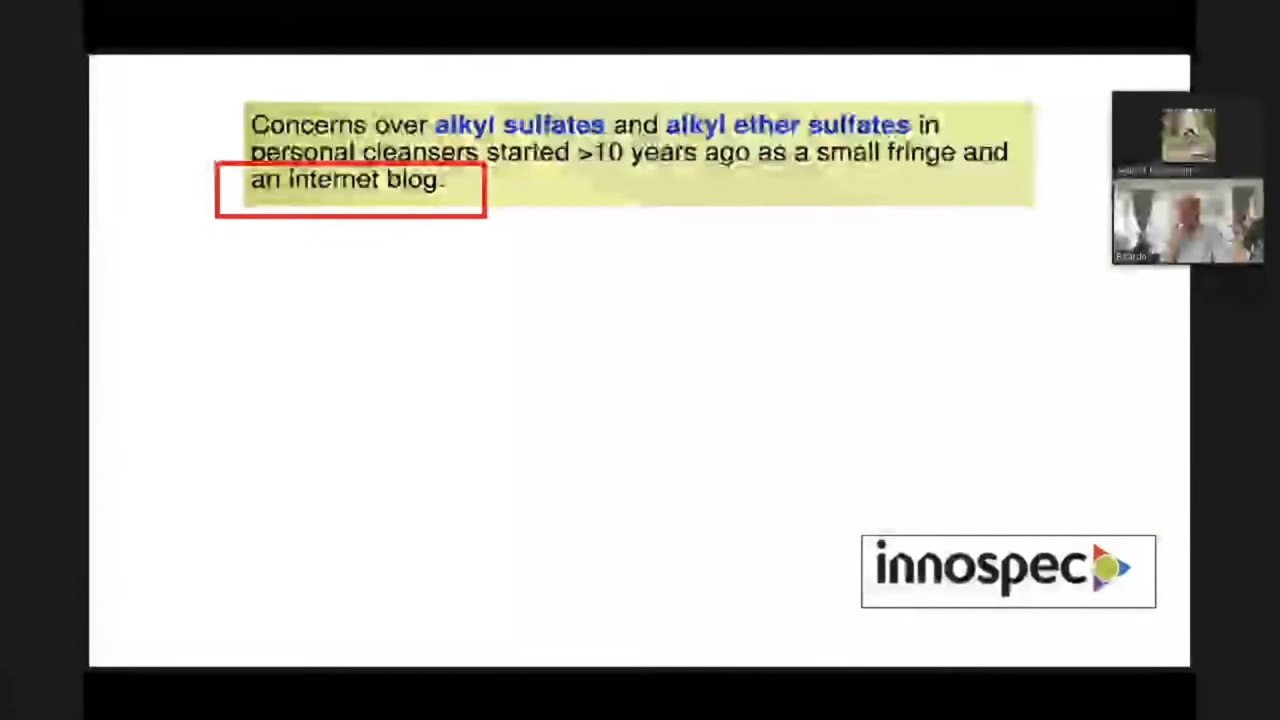 Concerns over alkyl sulfates and alkyl ether sulfates in
personal cleansers started >10 years ago as a small fringe and
an internet blog.
Ricardo
innospec